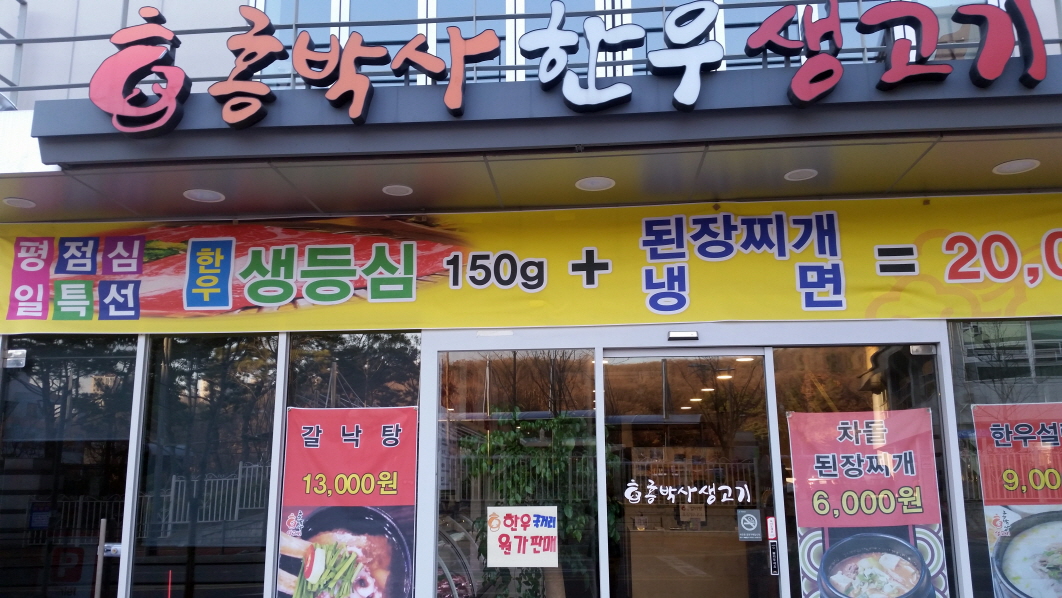 홍박사 한우 생고기
평점심
일특선
한우
생등심
150g + 된장찌개 냉면 = 20,0
갈낙탕
13,000원
홍박사생고기
한우국거리
원가판매
차돌
된장찌개
6,000원
한우설
9,00